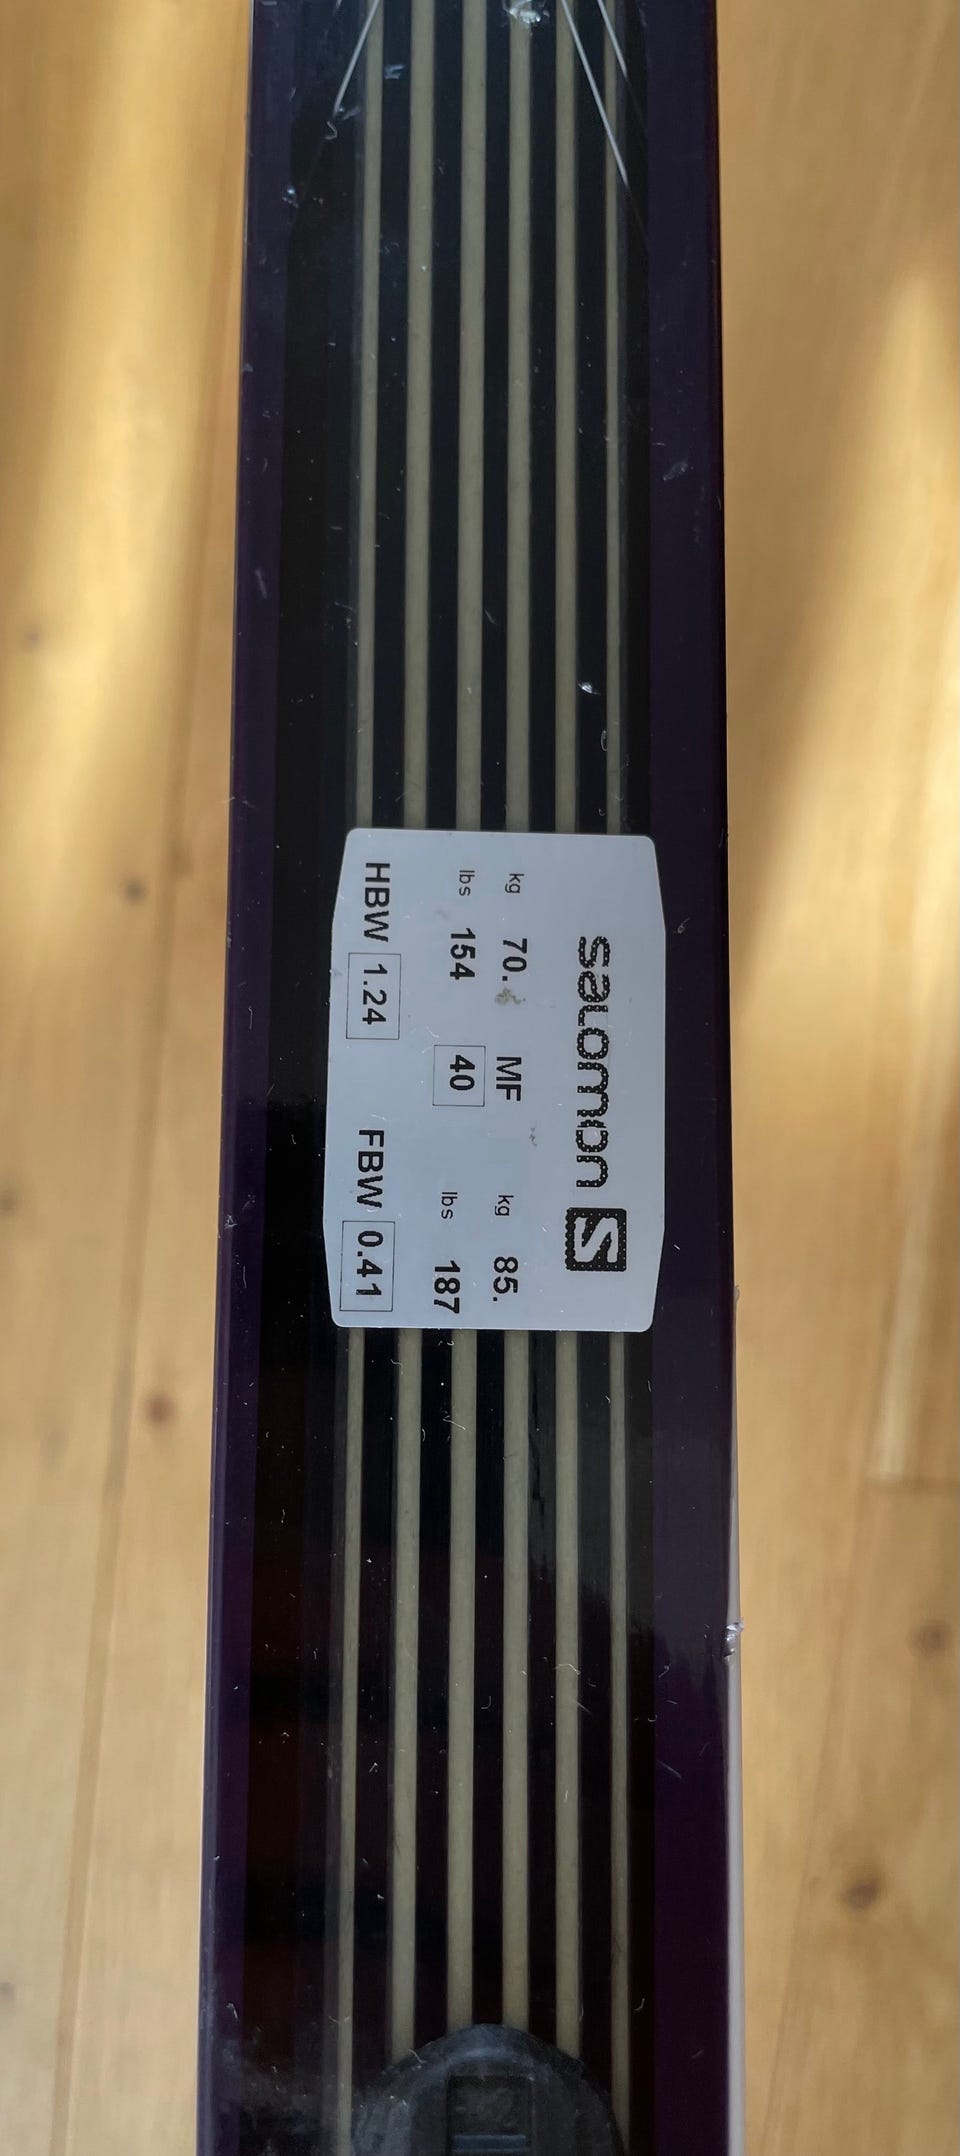 salomon
kg 70. MF kg 85.
lbs 154 40 lbs 187
HBW 1.24 FBW 0.41